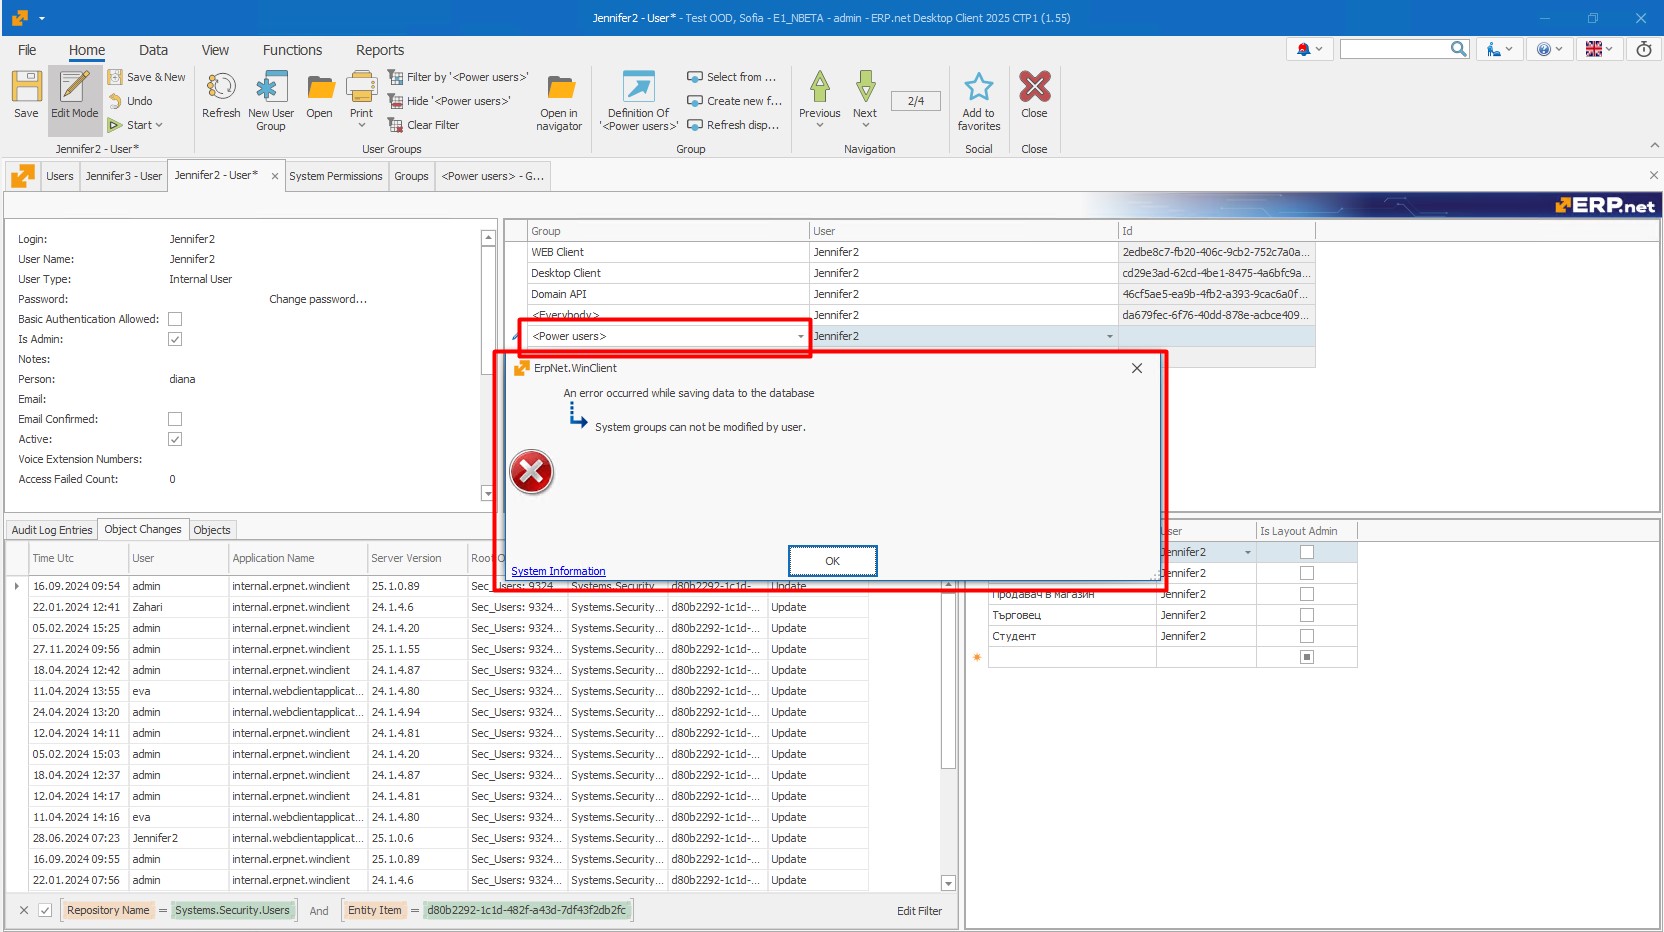 Jennifer2 - User* - Test OOD, Sofia - E1_NBETA - admin - ERP.net Desktop Client 2025 CTP1 (1.55)
File Home Data View Functions Reports
Save
Edit Mode
Save & New
Undo
Start
Jennifer2 - User*
Refresh
New User Group
Open
Print
Filter by '<Power users>'
Hide '<Power users>'
Clear Filter
Open in navigator
User Groups
Definition Of '<Power users>'
Select from ...
Create new f...
Refresh disp...
Group
Previous
Next
2/4
Navigation
Add to favorites
Social
Close
Close
Users Jennifer3 - User Jennifer2 - User* System Permissions Groups <Power users> - G...
ERP.net
Login: Jennifer2
User Name: Jennifer2
User Type: Internal User
Password: Change password...
Basic Authentication Allowed:
Is Admin:
Notes:
Person: diana
Email:
Email Confirmed:
Active:
Voice Extension Numbers:
Access Failed Count: 0
Group User Id
WEB Client Jennifer2 2edbe8c7-fb20-406c-9cb2-752c7a0a...
Desktop Client Jennifer2 cd29e3ad-62cd-4be1-8475-4a6bfc9a...
Domain API Jennifer2 46cf5ae5-ea9b-4fb2-a393-9cac6a0f...
<Everybody> Jennifer2 da679fec-6f76-40dd-878e-acbce409...
<Power users> Jennifer2
ErpNet.WinClient
An error occurred while saving data to the database
System groups can not be modified by user.
System Information
OK
Audit Log Entries Object Changes Objects
Time Utc User Application Name Server Version Root O
16.09.2024 09:54 admin internal.erpnet.winclient 25.1.0.89 Sec_Users: 9324... Systems.Security... d80b2292-1c1d-... Update
22.01.2024 12:41 Zahari internal.erpnet.winclient 24.1.4.6 Sec_Users: 9324... Systems.Security... d80b2292-1c1d-... Update
05.02.2024 15:25 admin internal.erpnet.winclient 24.1.4.20 Sec_Users: 9324... Systems.Security... d80b2292-1c1d-... Update
27.11.2024 09:56 admin internal.erpnet.winclient 25.1.1.55 Sec_Users: 9324... Systems.Security... d80b2292-1c1d-... Update
18.04.2024 12:42 admin internal.erpnet.winclient 24.1.4.87 Sec_Users: 9324... Systems.Security... d80b2292-1c1d-... Update
11.04.2024 13:55 eva internal.webclientapplicat... 24.1.4.80 Sec_Users: 9324... Systems.Security... d80b2292-1c1d-... Update
24.04.2024 13:20 admin internal.webclientapplicat... 24.1.4.94 Sec_Users: 9324... Systems.Security... d80b2292-1c1d-... Update
12.04.2024 14:11 admin internal.erpnet.winclient 24.1.4.81 Sec_Users: 9324... Systems.Security... d80b2292-1c1d-... Update
05.02.2024 15:03 admin internal.erpnet.winclient 24.1.4.20 Sec_Users: 9324... Systems.Security... d80b2292-1c1d-... Update
18.04.2024 12:37 admin internal.erpnet.winclient 24.1.4.87 Sec_Users: 9324... Systems.Security... d80b2292-1c1d-... Update
12.04.2024 14:17 admin internal.erpnet.winclient 24.1.4.81 Sec_Users: 9324... Systems.Security... d80b2292-1c1d-... Update
11.04.2024 14:16 eva internal.webclientapplicat... 24.1.4.80 Sec_Users: 9324... Systems.Security... d80b2292-1c1d-... Update
28.06.2024 07:23 Jennifer2 internal.webclientapplicat... 25.1.0.6 Sec_Users: 9324... Systems.Security... d80b2292-1c1d-... Update
16.09.2024 09:55 admin internal.erpnet.winclient 25.1.0.89 Sec_Users: 9324... Systems.Security... d80b2292-1c1d-... Update
22.01.2024 07:56 admin internal.erpnet.winclient 24.1.4.6 Sec_Users: 9324... Systems.Security... d80b2292-1c1d-... Update
Repository Name = Systems.Security.Users And Entity Item = d80b2292-1c1d-482f-a43d-7df43f2db2fc Edit Filter
User Is Layout Admin
Jennifer2
Jennifer2
Продавач в магазин Jennifer2
Търговец Jennifer2
Студент Jennifer2